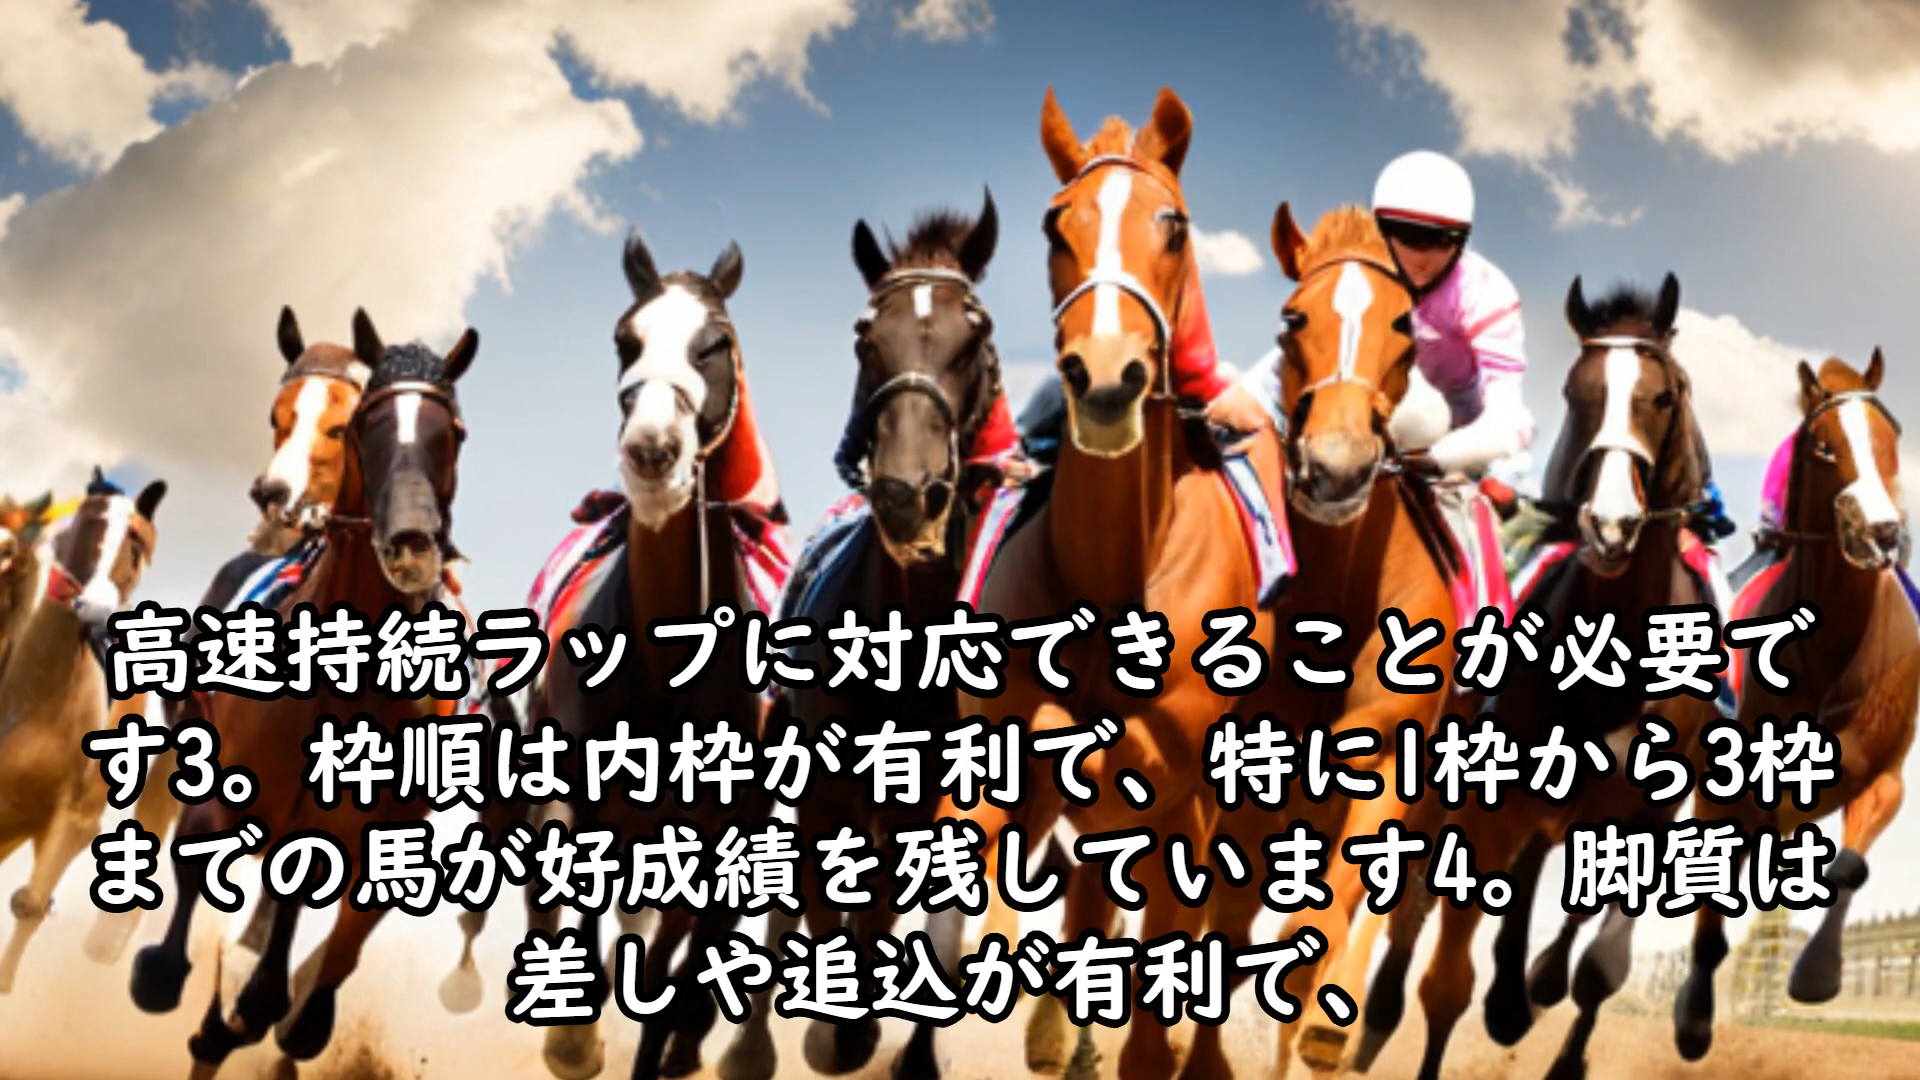 高速持続ラップに対応できることが必要で
す3。枠順は内枠が有利で、特に1枠から3枠
までの馬が好成績を残しています4。脚質は
差しや追込が有利で、